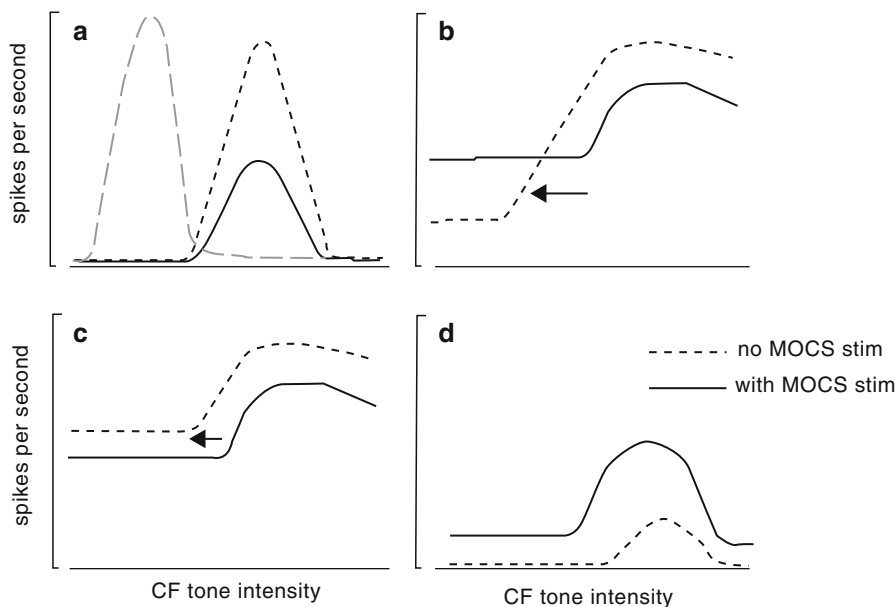 a
b
spikes per second
c
d
no MOCS stim
with MOCS stim
spikes per second
CF tone intensity
CF tone intensity